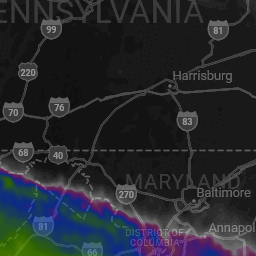 ENNSYLVANIA
99
81
220
Harrisburg
76
70
83
68
40
MARYLAND
270
Baltimore
81
DISTRICT OF
COLUMBIA
Annapol
66